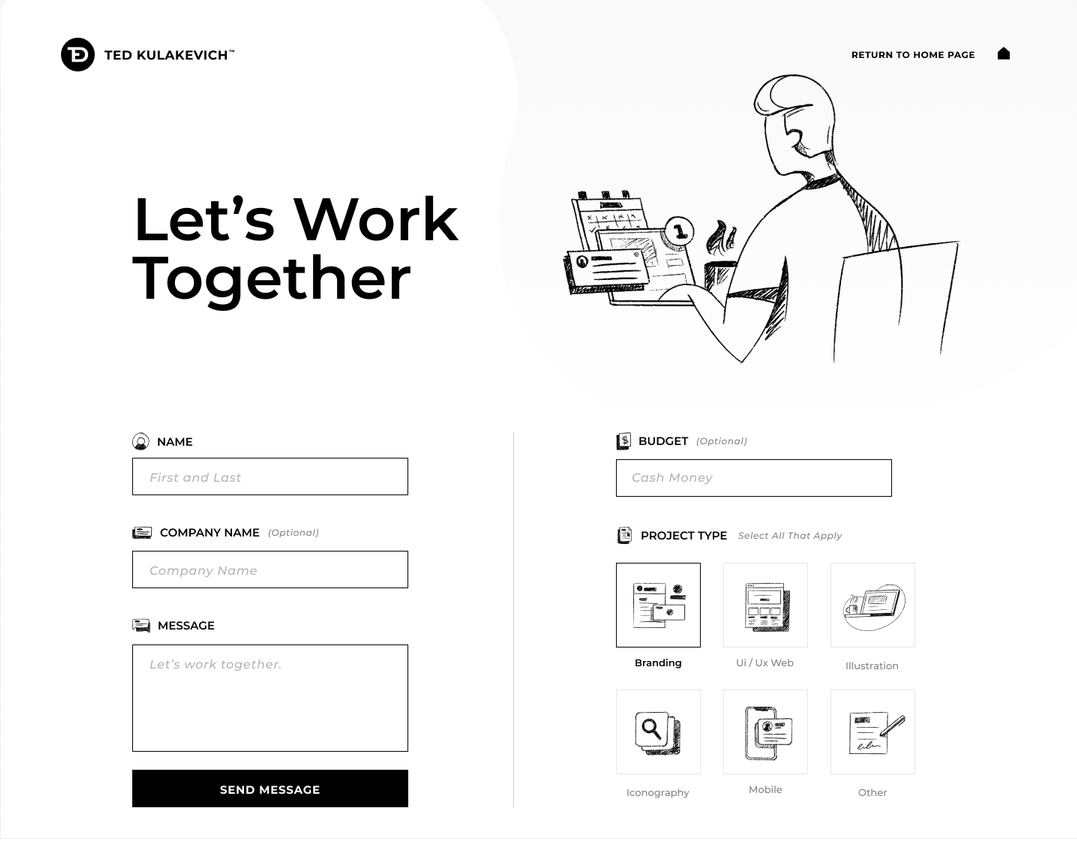 TED KULAKEVICH™
RETURN TO HOME PAGE
Let’s Work
Together
1
NAME
First and Last
COMPANY NAME (Optional)
Company Name
MESSAGE
Let’s work together.
SEND MESSAGE
BUDGET (Optional)
Cash Money
PROJECT TYPE Select All That Apply
Branding
Ui / Ux Web
Illustration
Iconography
Mobile
Other